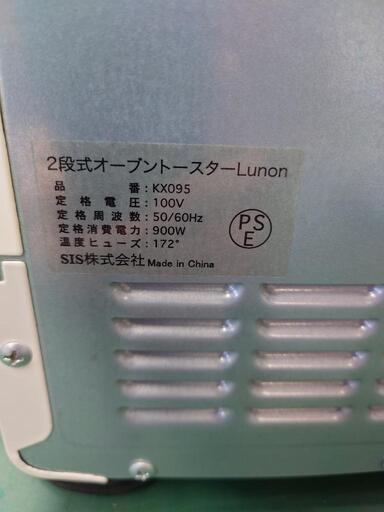 2段式オーブントースターLunon
品番:KX095
定格電圧:100V
定格周波数:50/60Hz
定格消費電力:900W
温度ヒューズ:172°
SIS株式会社 Made in China
PS
E